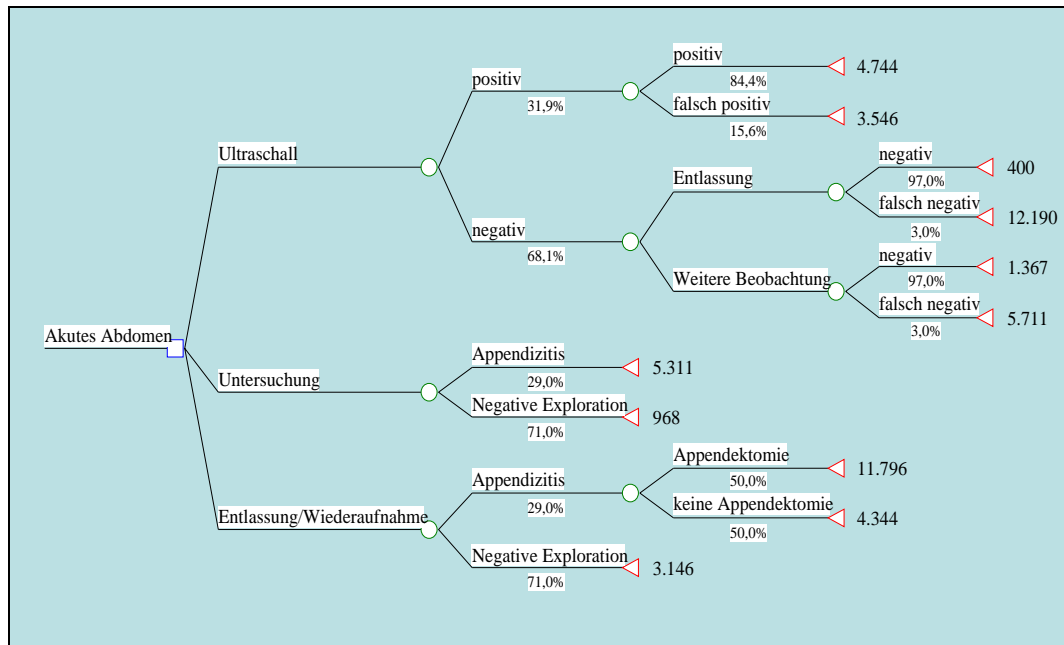 positiv
84,4%
4.744
positiv
31,9%
falsch positiv
15,6%
3.546
Ultraschall
negativ
97,0%
400
Entlassung
falsch negativ
3,0%
12.190
negativ
68,1%
negativ
97,0%
1.367
Weitere Beobachtung
falsch negativ
3,0%
5.711
Akutes Abdomen
Appendizitis
29,0%
5.311
Untersuchung
Negative Exploration
71,0%
968
Appendektomie
50,0%
11.796
Appendizitis
29,0%
keine Appendektomie
50,0%
4.344
Entlassung/Wiederaufnahme
Negative Exploration
71,0%
3.146